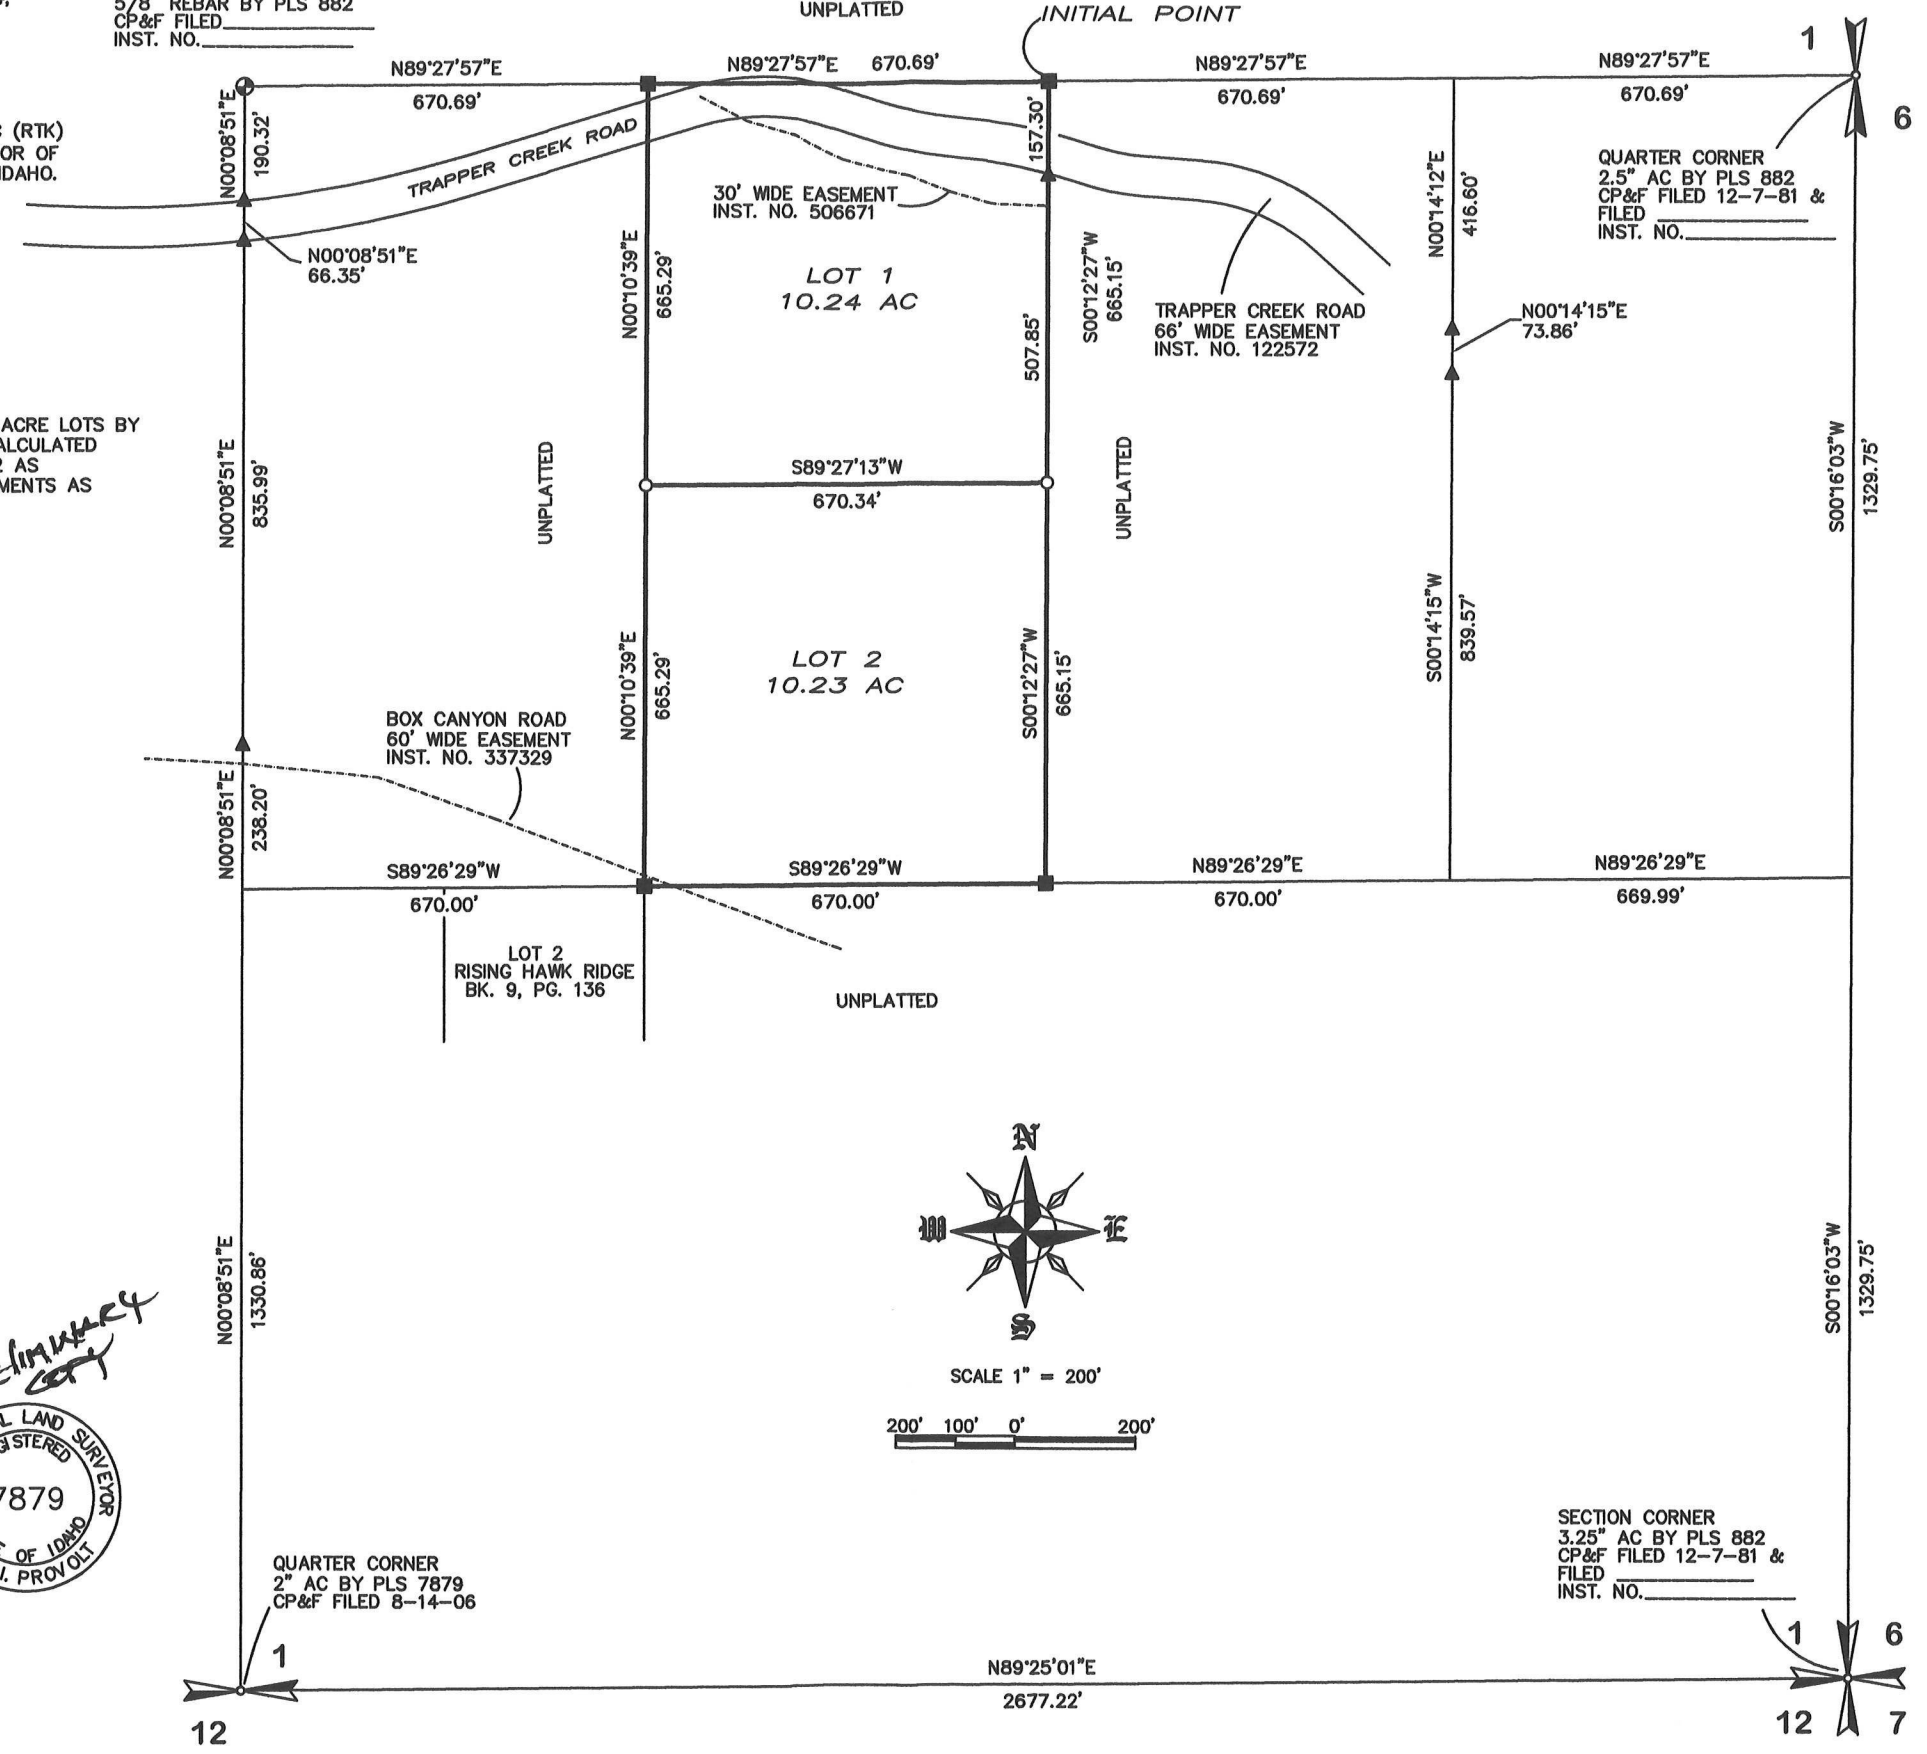 5/8" REBAR BY PLS 882
CP&F FILED
INST. NO.
UNPLATTED
INITIAL POINT
1
6
N89°27'57"E
670.69'
N89°27'57"E 670.69'
N89°27'57"E
670.69'
N89°27'57"E
670.69'
N00°08'51"E
190.32'
(RTK)
OR OF
IDAHO.
TRAPPER CREEK ROAD
157.30'
30' WIDE EASEMENT
INST. NO. 506671
N00°14'12"E
416.60'
QUARTER CORNER
2.5" AC BY PLS 882
CP&F FILED 12-7-81 &
FILED
INST. NO.
N00°08'51"E
66.35'
N00°10'39"E
665.29'
LOT 1
10.24 AC
507.85'
S00°12'27"W
665.15'
TRAPPER CREEK ROAD
66' WIDE EASEMENT
INST. NO. 122572
N00°14'15"E
73.86'
ACRE LOTS BY
ALCULATED
2 AS
MENTS AS
N00°08'51"E
835.99'
UNPLATTED
S89°27'13"W
670.34'
UNPLATTED
S00°16'03"W
1329.75'
S00°14'15"W
839.57'
N00°10'39"E
665.29'
LOT 2
10.23 AC
S00°12'27"W
665.15'
BOX CANYON ROAD
60' WIDE EASEMENT
INST. NO. 337329
N00°08'51"E
238.20'
S89°26'29"W
670.00'
S89°26'29"W
670.00'
N89°26'29"E
670.00'
N89°26'29"E
669.99'
LOT 2
RISING HAWK RIDGE
BK. 9, PG. 136
UNPLATTED
N
W
E
S
N00°08'51"E
1330.86'
S00°16'03"W
1329.75'
SCALE 1" = 200'
200' 100' 0' 200'
COPY
L LAND SURVEYOR
GISTERED
7879
OF IDAHO
PROVOLT
QUARTER CORNER
2" AC BY PLS 7879
CP&F FILED 8-14-06
SECTION CORNER
3.25" AC BY PLS 882
CP&F FILED 12-7-81 &
FILED
INST. NO.
1
12
N89°25'01"E
2677.22'
1
6
12
7